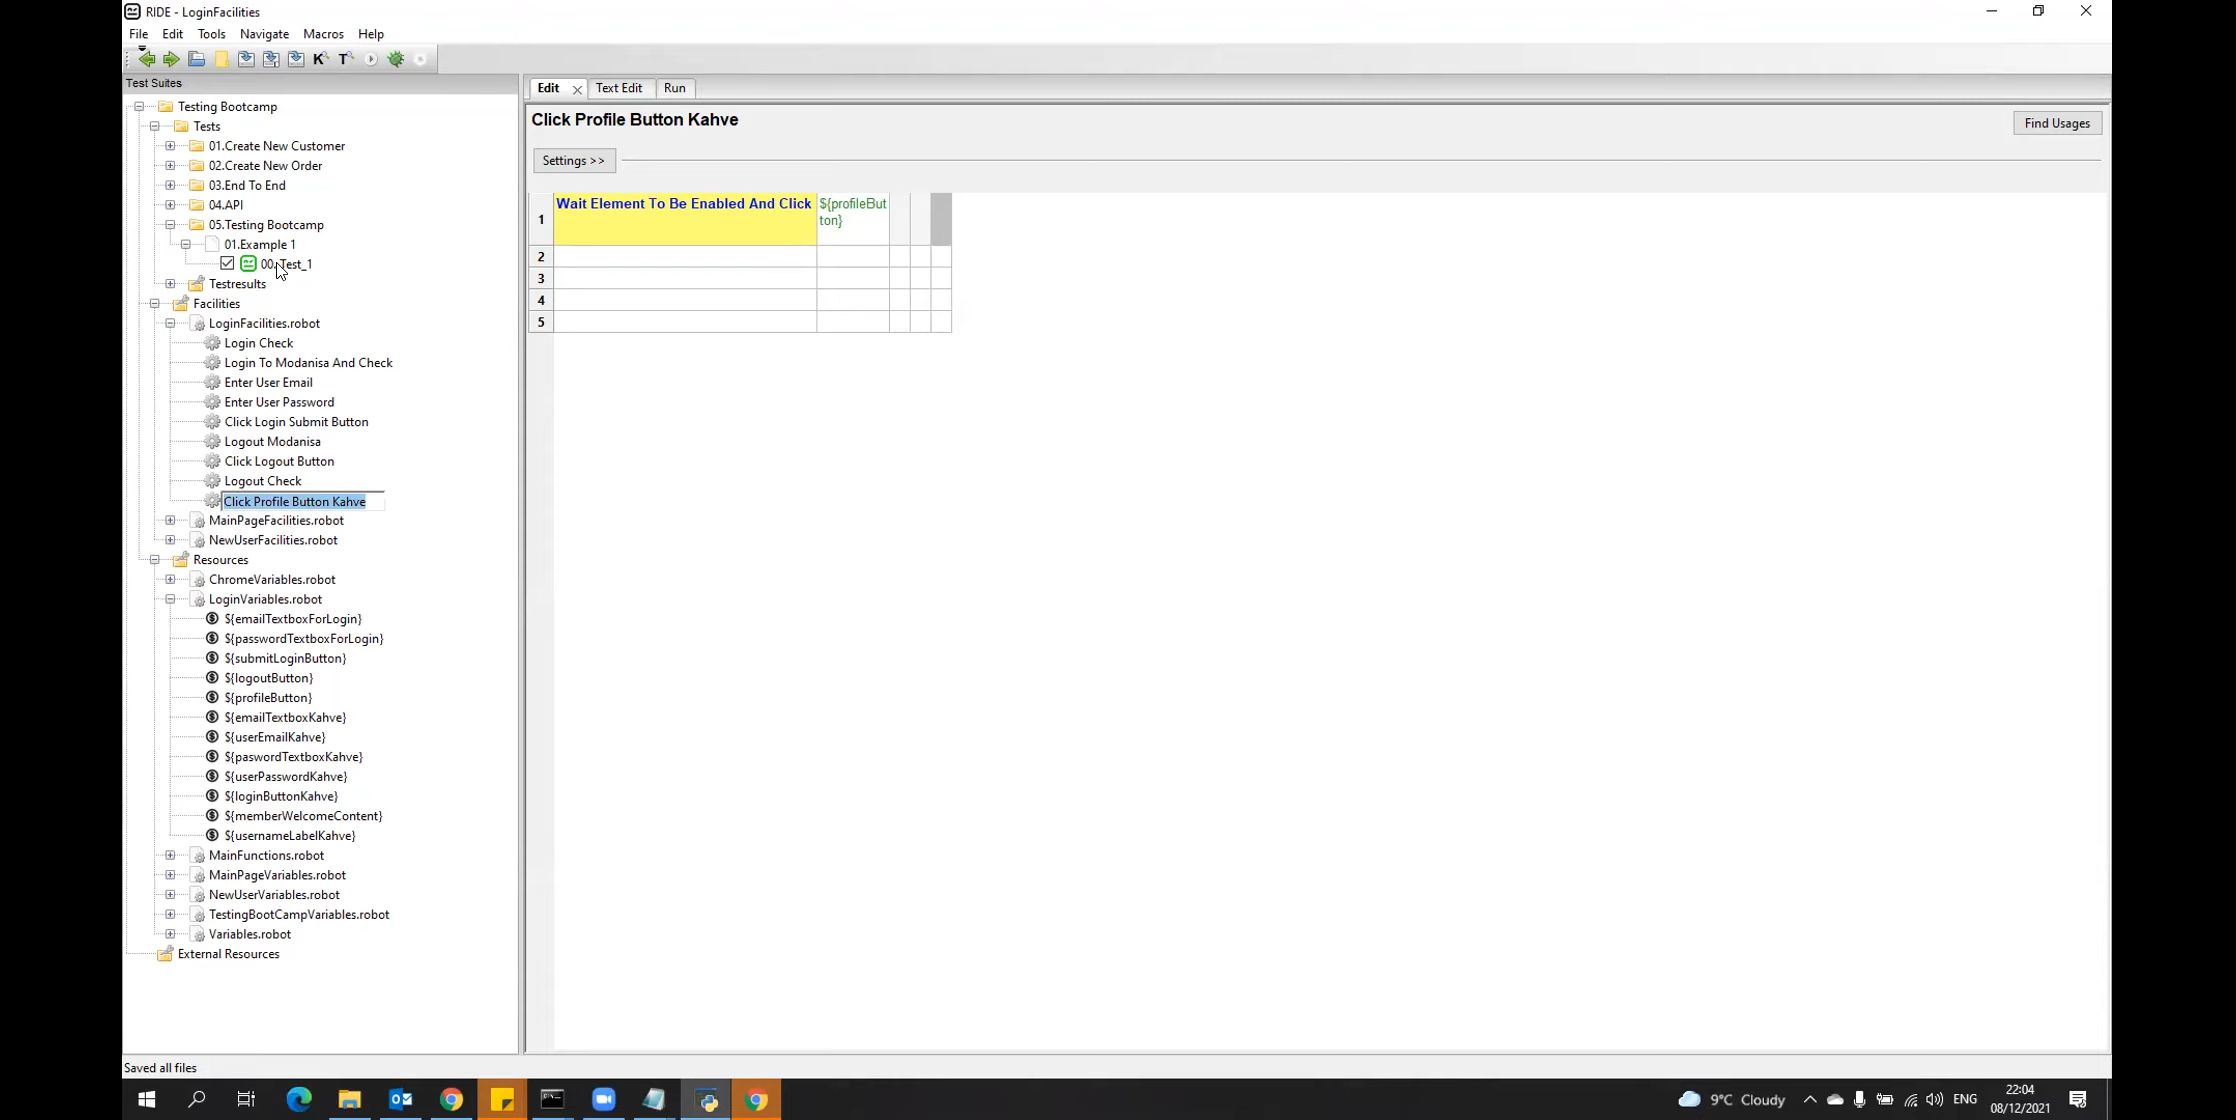 RIDE - LoginFacilities
File Edit Tools Navigate Macros Help
Test Suites
Testing Bootcamp
Tests
01.Create New Customer
02.Create New Order
03.End To End
04.API
05.Testing Bootcamp
01.Example 1
00.Test_1
Testresults
Facilities
LoginFacilities.robot
Login Check
Login To Modanisa And Check
Enter User Email
Enter User Password
Click Login Submit Button
Logout Modanisa
Click Logout Button
Logout Check
Click Profile Button Kahve
MainPageFacilities.robot
NewUserFacilities.robot
Resources
ChromeVariables.robot
LoginVariables.robot
${emailTextboxForLogin}
${passwordTextboxForLogin}
${submitLoginButton}
${logoutButton}
${profileButton}
${emailTextboxKahve}
${userEmailKahve}
${paswordTextboxKahve}
${userPasswordKahve}
${loginButtonKahve}
${memberWelcomeContent}
${usernameLabelKahve}
MainFunctions.robot
MainPageVariables.robot
NewUserVariables.robot
TestingBootCampVariables.robot
Variables.robot
External Resources
Edit Text Edit Run
Click Profile Button Kahve
Find Usages
Settings >>
1 Wait Element To Be Enabled And Click ${profileBut
ton}
2
3
4
5
Saved all files
9°C Cloudy
ENG
22:04
08/12/2021